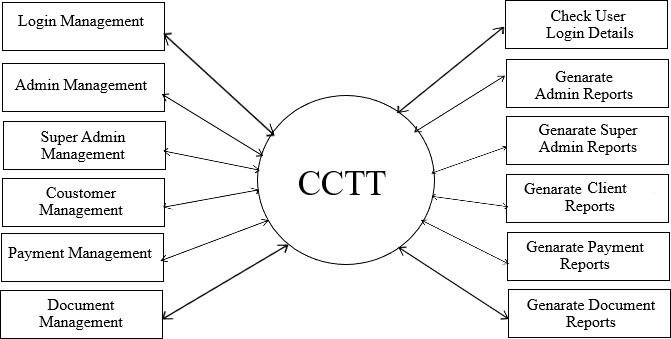 Login Management
Admin Management
Super Admin
Management
Coustomer
Management
Payment Management
Document
Management
CCTT
Check User
Login Details
Genarate
Admin Reports
Genarate Super
Admin Reports
Genarate Client
Reports
Genarate Payment
Reports
Genarate Document
Reports